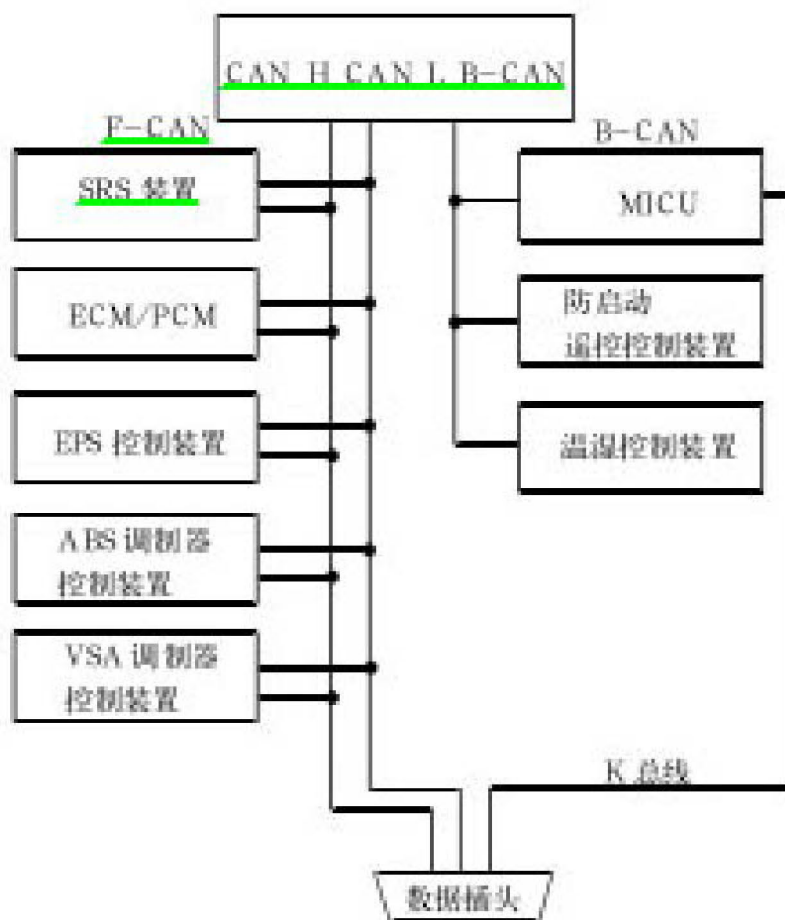 CAN H CAN L B-CAN
F-CAN
SRS 装置
ECM/PCM
EPS 控制装置
ABS 调制器
控制装置
VSA 调制器
控制装置
B-CAN
MICU
防启动
遥控控制装置
温湿控制装置
K 总线
数据插头